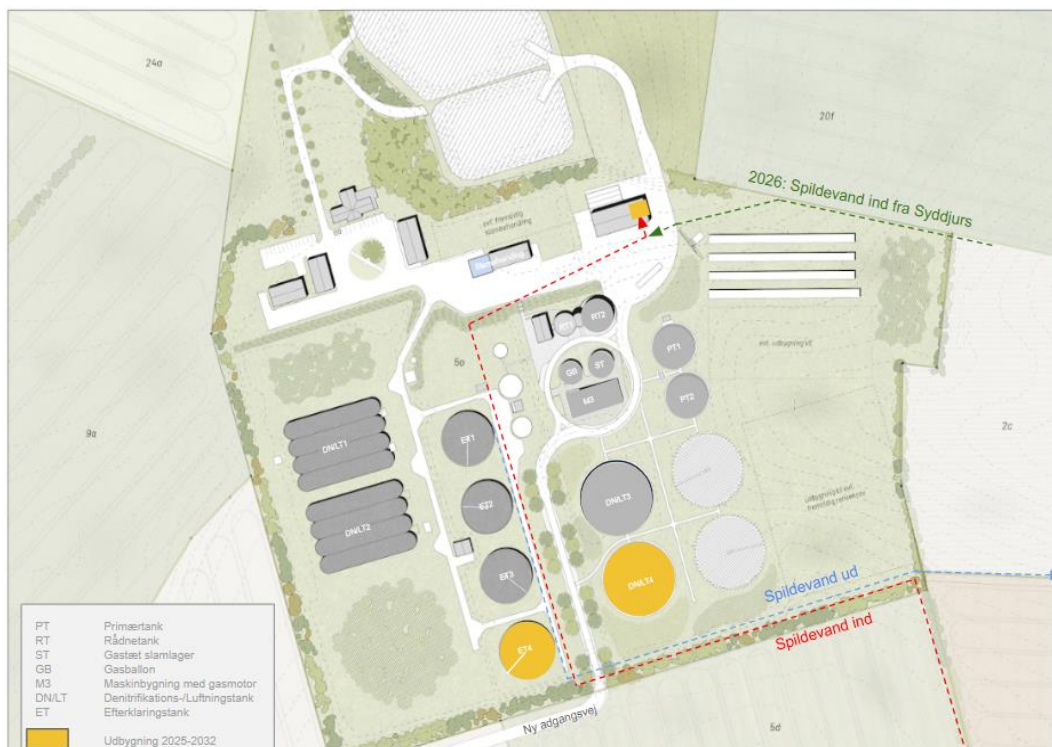 24a
20f
2026: Spildevand ind fra Syddjurs
RT1
RT2
PT1
GB
ST
5o
M3
PT2
9a
2c
ET1
DN/LT1
ET2
DN/LT3
DN/LT2
ET3
DN/LT4
Spildevand ud
Spildevand ind
ET4
Ny adgangsvej
5d
PT Primærtank
RT Rådnetank
ST Gastæt slamlager
GB Gasballon
M3 Maskinbygning med gasmotor
DN/LT Denitrifikations-/Luftningstank
ET Efterklaringstank
Udbygning 2025-2032